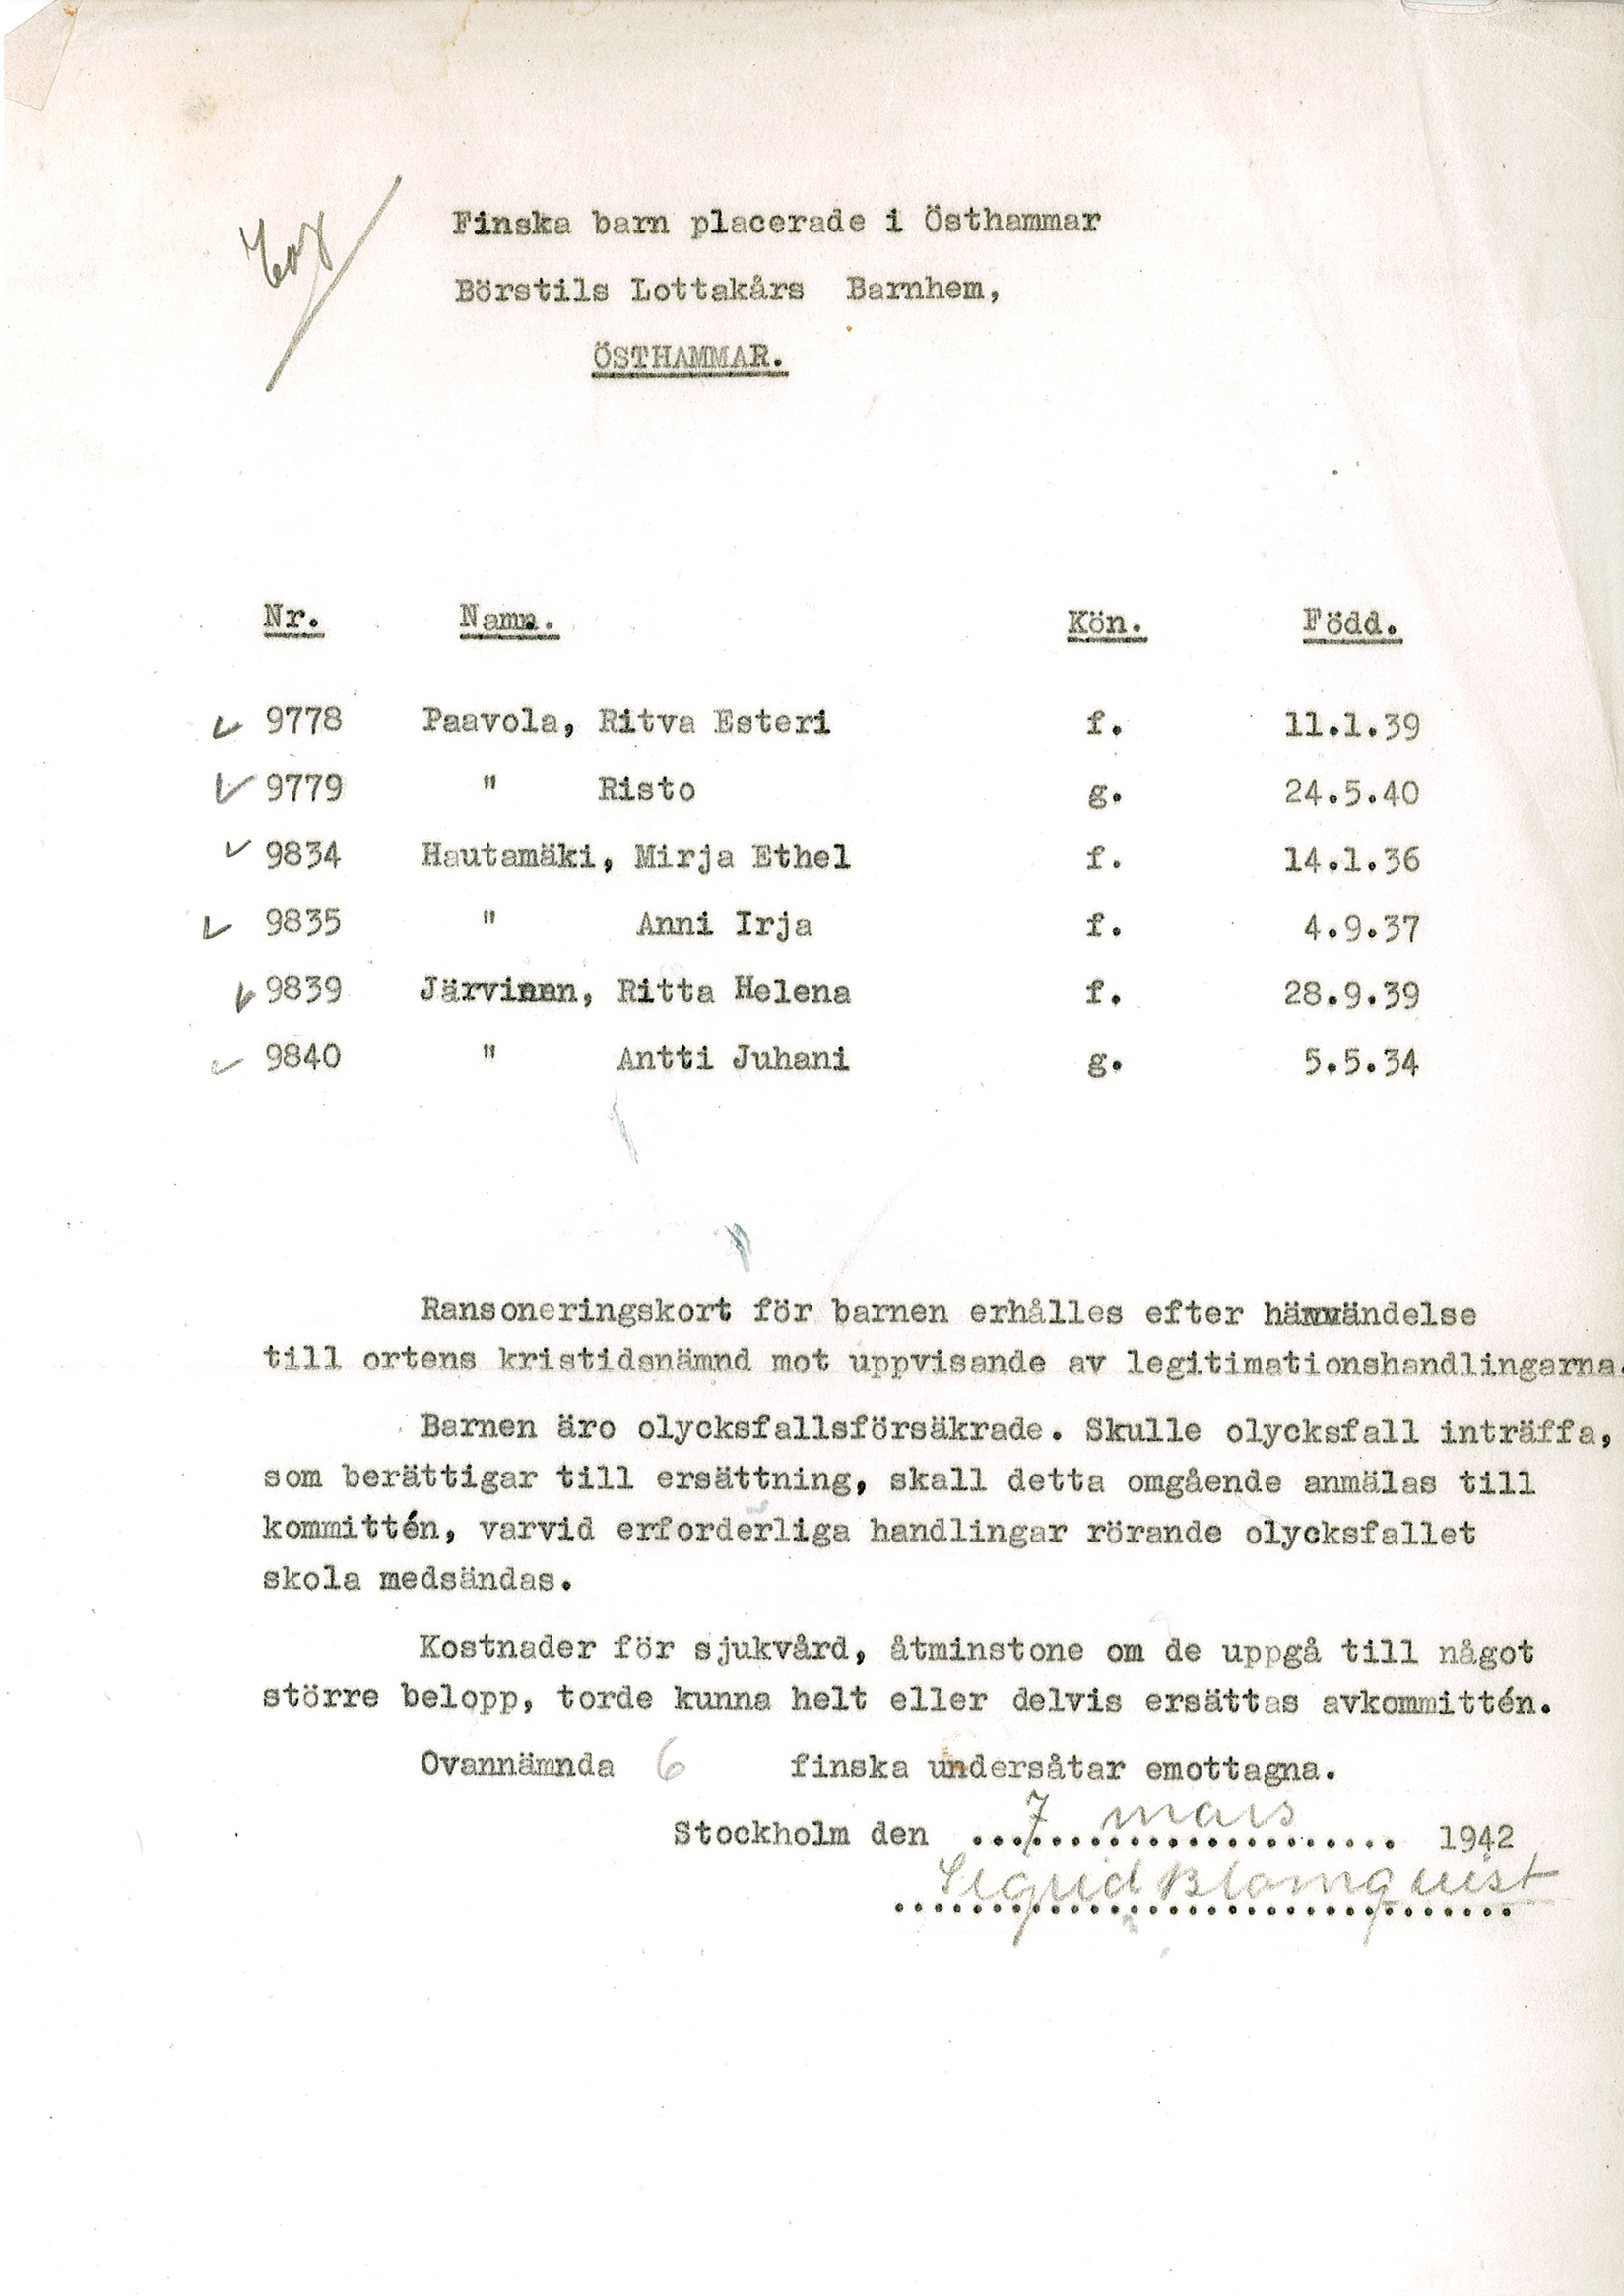 Finska barn placerade i Östhammar
Börstils Lottakårs Barnhem,
ÖSTHAMMAR.
Nr. Namn. Kön. Född.
9778 Paavola, Ritva Esteri f. 11.1.39
9779 " Risto g. 24.5.40
9834 Hautamäki, Mirja Ethel f. 14.1.36
9835 " Anni Irja f. 4.9.37
9839 Järvinen, Ritta Helena f. 28.9.39
9840 " Antti Juhani g. 5.5.34
Ransoneringskort för barnen erhålles efter hänvändelse
till ortens kristidsnämnd mot uppvisande av legitimationshandlingarna.
Barnen äro olycksfallsförsäkrade. Skulle olycksfall inträffa,
som berättigar till ersättning, skall detta omgående anmälas till
kommittén, varvid erforderliga handlingar rörande olycksfallet
skola medsändas.
Kostnader för sjukvård, åtminstone om de uppgå till något
större belopp, torde kunna helt eller delvis ersättas avkommittén.
Ovannämnda 6 finska undersåtar emottagna.
Stockholm den 7 mars 1942
Sigrid Blomquist